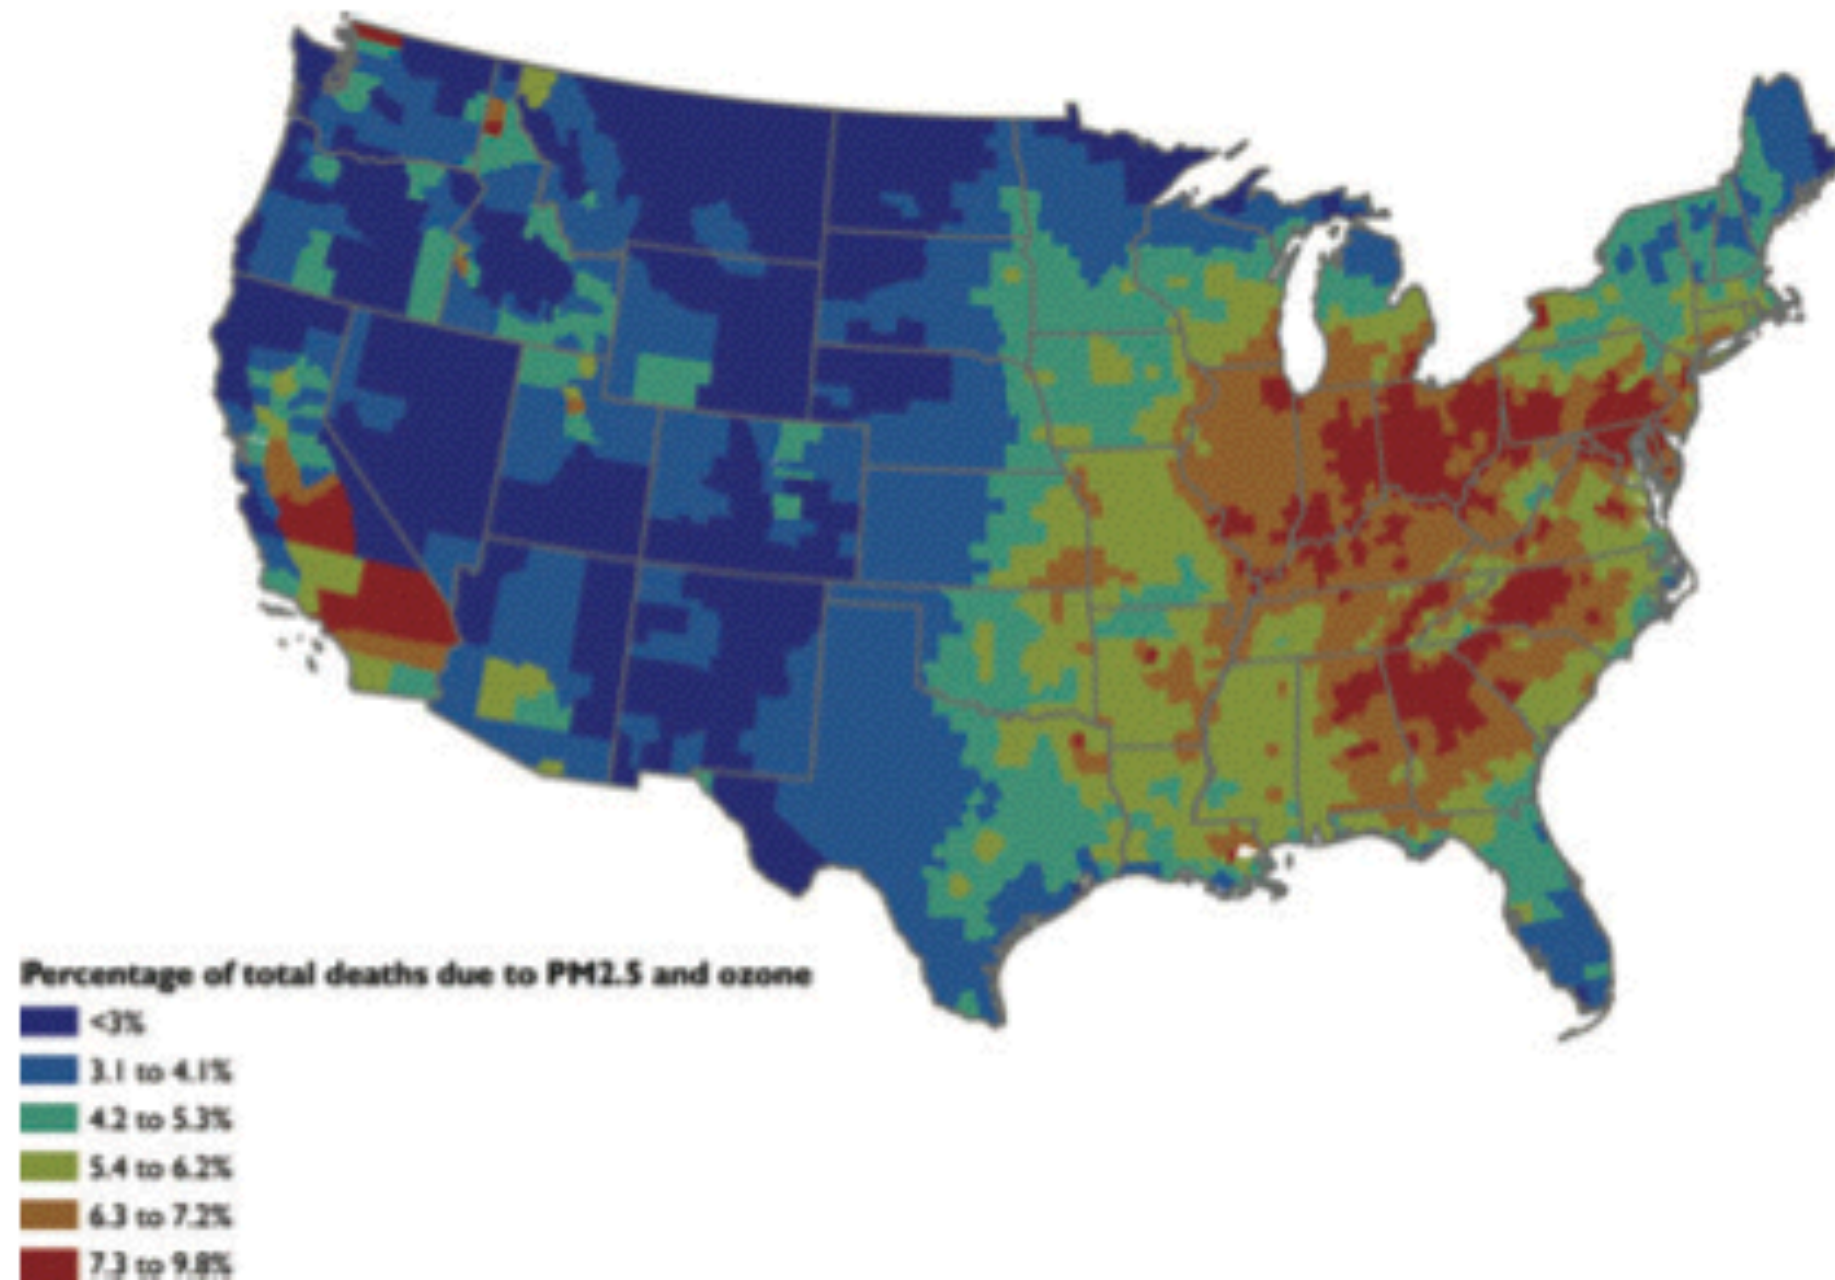 Percentage of total deaths due to PM2.5 and ozone
<3%
3.1 to 4.1%
4.2 to 5.3%
5.4 to 6.2%
6.3 to 7.2%
7.3 to 9.8%